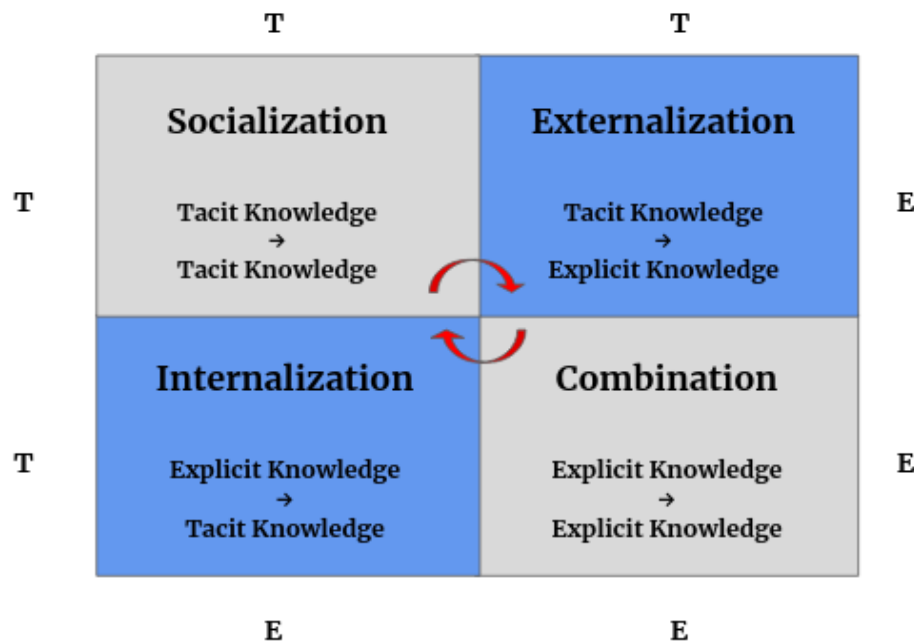 T T
Socialization Externalization
T E
Tacit Knowledge Tacit Knowledge
→ →
Tacit Knowledge Explicit Knowledge
Internalization Combination
T E
Explicit Knowledge Explicit Knowledge
→ →
Tacit Knowledge Explicit Knowledge
E E